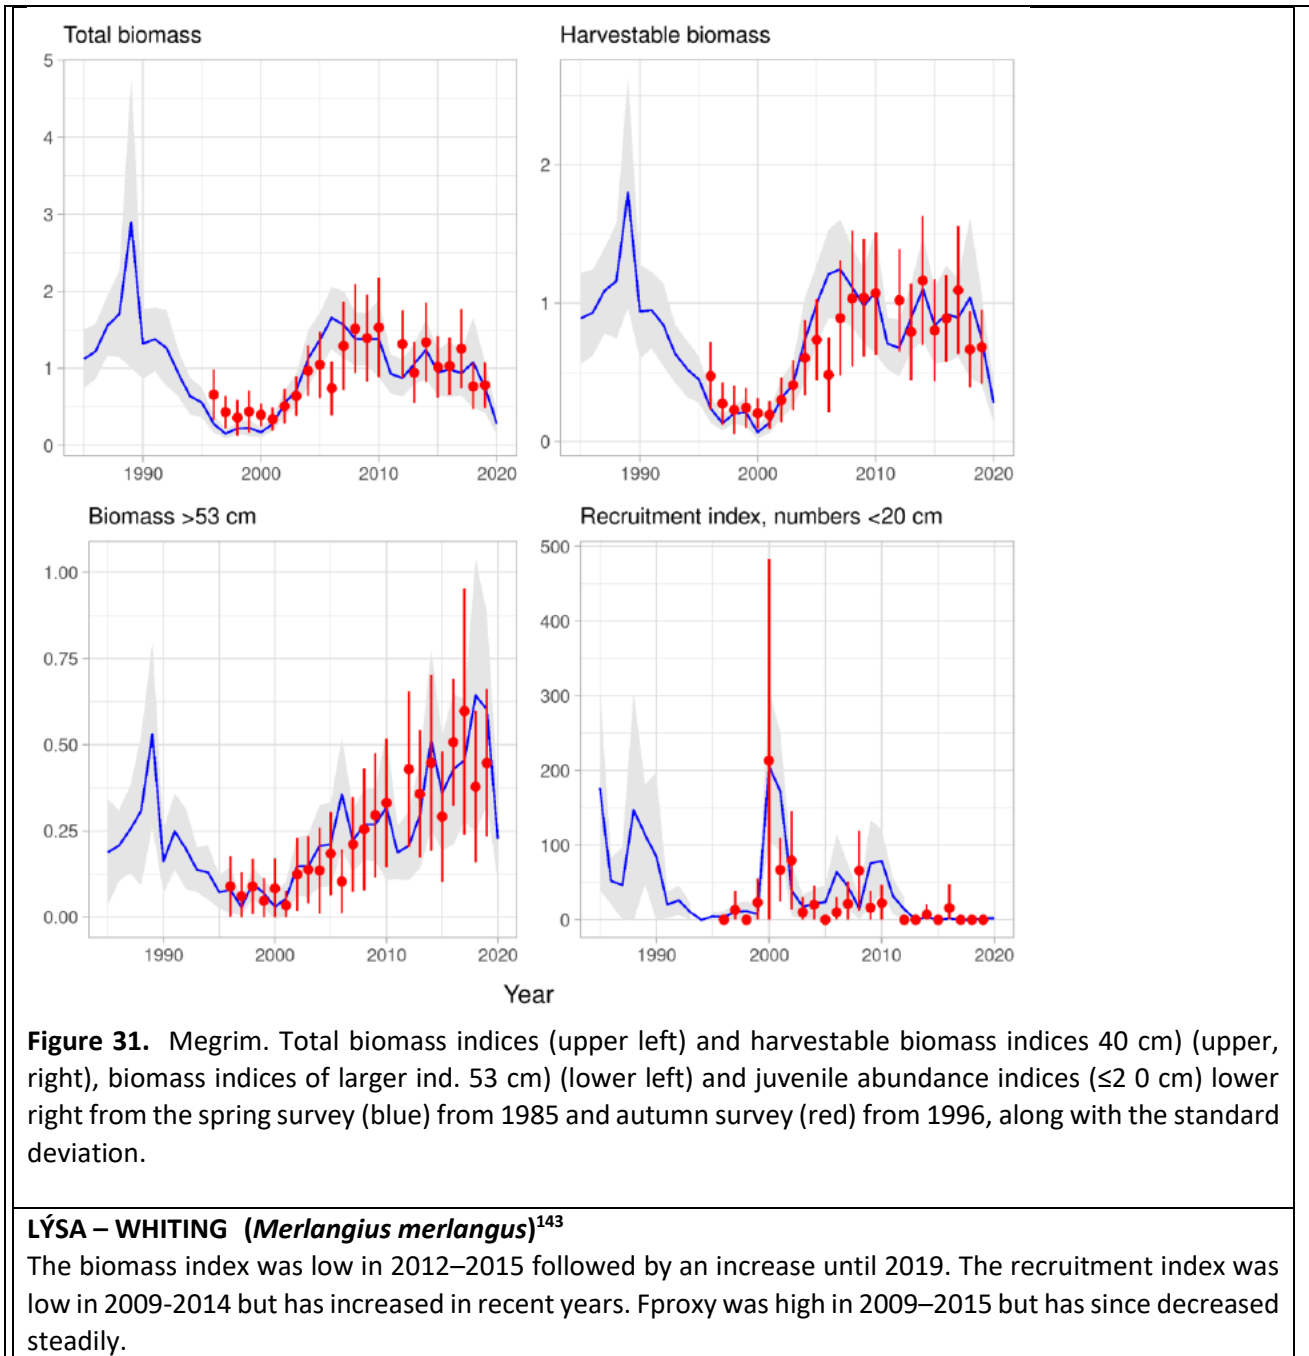 Total biomass
Harvestable biomass
5
4
3
2
1
0
2
1
0
1990
2000
2010
2020
1990
2000
2010
2020
Biomass >53 cm
Recruitment index, numbers <20 cm
1.00
0.75
0.50
0.25
0.00
500
400
300
200
100
0
1990
2000
2010
2020
1990
2000
2010
2020
Year
Figure 31. Megrim. Total biomass indices (upper left) and harvestable biomass indices 40 cm) (upper,
right), biomass indices of larger ind. 53 cm) (lower left) and juvenile abundance indices (≤2 0 cm) lower
right from the spring survey (blue) from 1985 and autumn survey (red) from 1996, along with the standard
deviation.
LÝSA – WHITING (Merlangius merlangus)143
The biomass index was low in 2012–2015 followed by an increase until 2019. The recruitment index was
low in 2009-2014 but has increased in recent years. Fproxy was high in 2009–2015 but has since decreased
steadily.